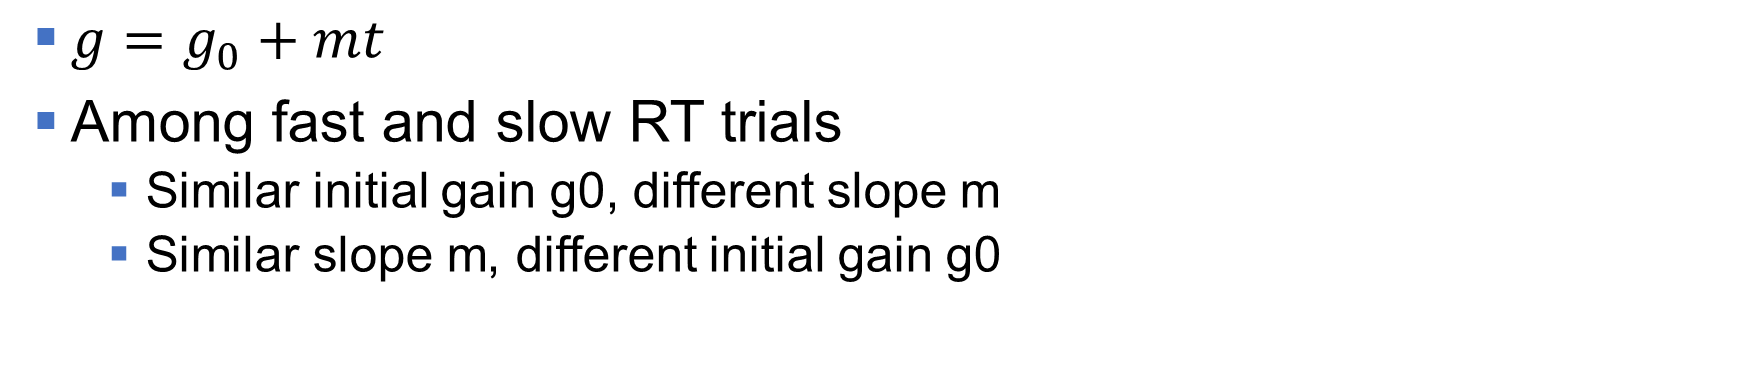 ▪ g = g₀ + mt
▪ Among fast and slow RT trials
▪ Similar initial gain g0, different slope m
▪ Similar slope m, different initial gain g0